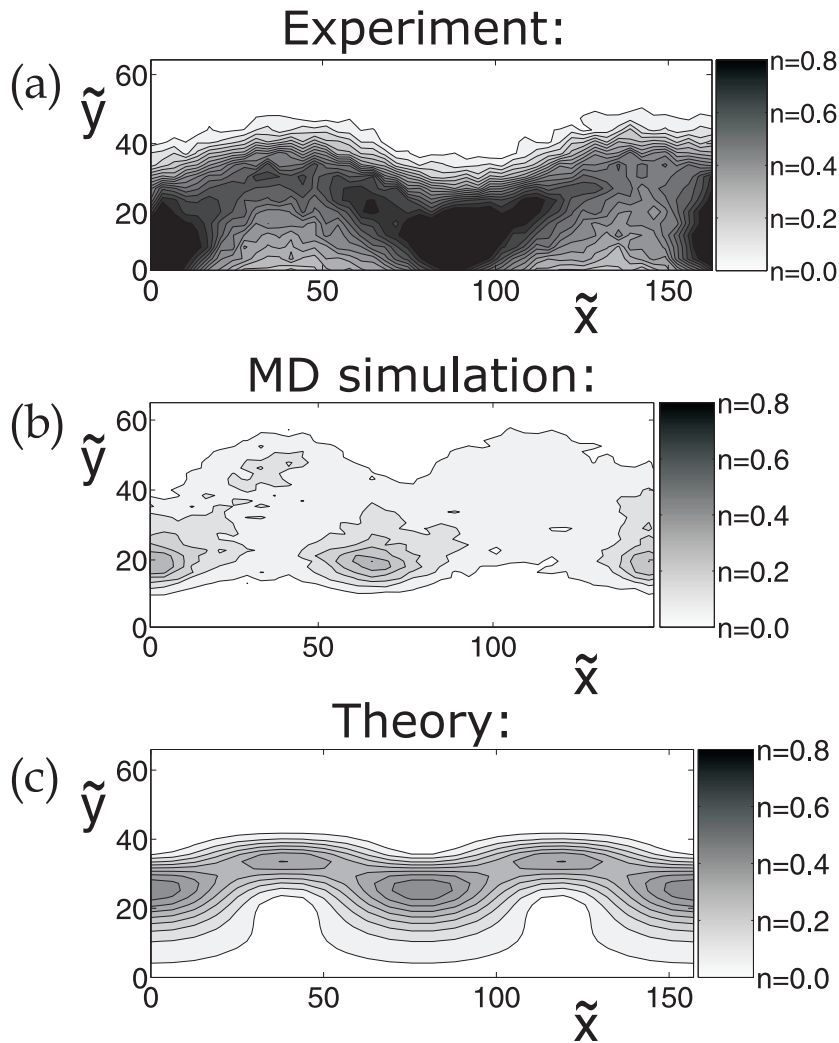 Experiment:
(a)
ỹ
60
40
20
0
0
50
100
150
x̃
n=0.8
n=0.6
n=0.4
n=0.2
n=0.0
MD simulation:
(b)
ỹ
60
40
20
0
0
50
100
x̃
n=0.8
n=0.6
n=0.4
n=0.2
n=0.0
Theory:
(c)
ỹ
60
40
20
0
0
50
100
150
x̃
n=0.8
n=0.6
n=0.4
n=0.2
n=0.0